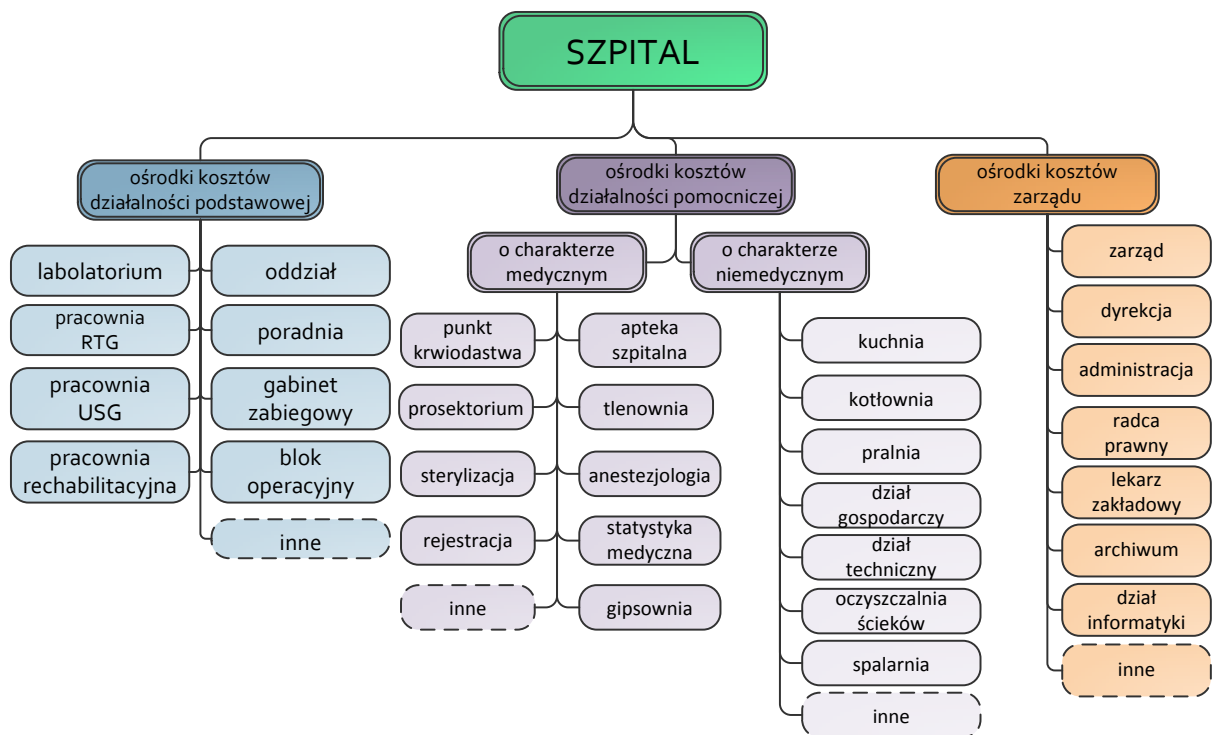 SZPITAL
ośrodki kosztów
działalności podstawowej
labolatorium
oddział
pracownia
RTG
poradnia
pracownia
USG
gabinet
zabiegowy
pracownia
rechabilitacyjna
blok
operacyjny
inne
ośrodki kosztów
działalności pomocniczej
o charakterze
medycznym
punkt
krwiodastwa
apteka
szpitalna
prosektorium
tlenownia
sterylizacja
anestezjologia
rejestracja
statystyka
medyczna
inne
gipsownia
o charakterze
niemedycznym
kuchnia
kotłownia
pralnia
dział
gospodarczy
dział
techniczny
oczyszczalnia
ścieków
spalarnia
inne
ośrodki kosztów
zarządu
zarząd
dyrekcja
administracja
radca
prawny
lekarz
zakładowy
archiwum
dział
informatyki
inne